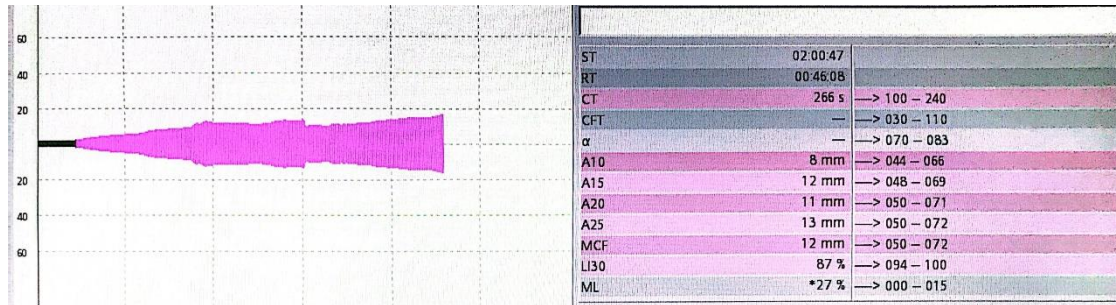 60
40
20
0
20
40
60
ST 02:00:47
RT 00:46:08
CT 266 s —> 100 – 240
CFT — —> 030 – 110
α — —> 070 – 083
A10 8 mm —> 044 – 066
A15 12 mm —> 048 – 069
A20 11 mm —> 050 – 071
A25 13 mm —> 050 – 072
MCF 12 mm —> 050 – 072
LI30 87 % —> 094 – 100
ML *27 % —> 000 – 015